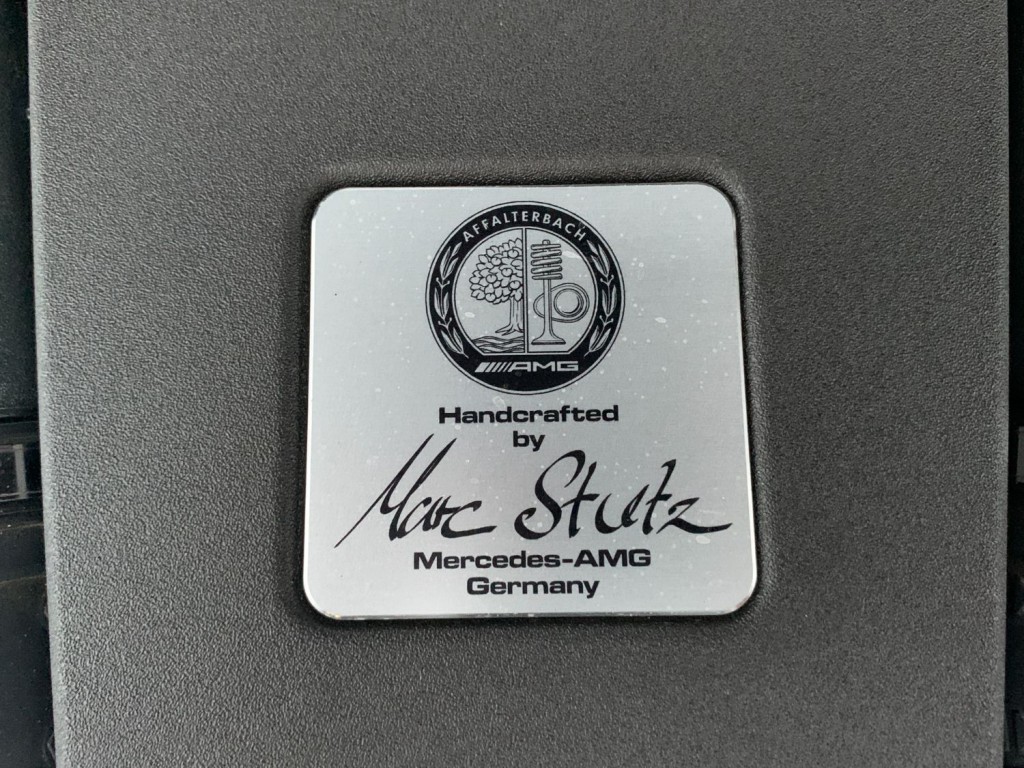 AFFALTERBACH
AMG
Handcrafted
by
Marc Stutz
Mercedes-AMG
Germany